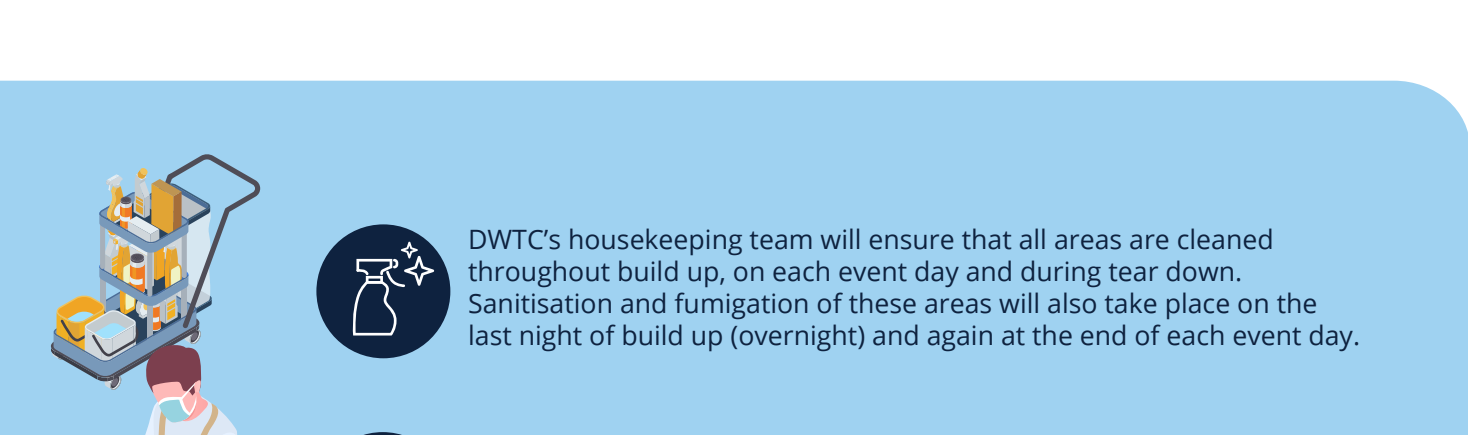 DWTC’s housekeeping team will ensure that all areas are cleaned
throughout build up, on each event day and during tear down.
Sanitisation and fumigation of these areas will also take place on the
last night of build up (overnight) and again at the end of each event day.